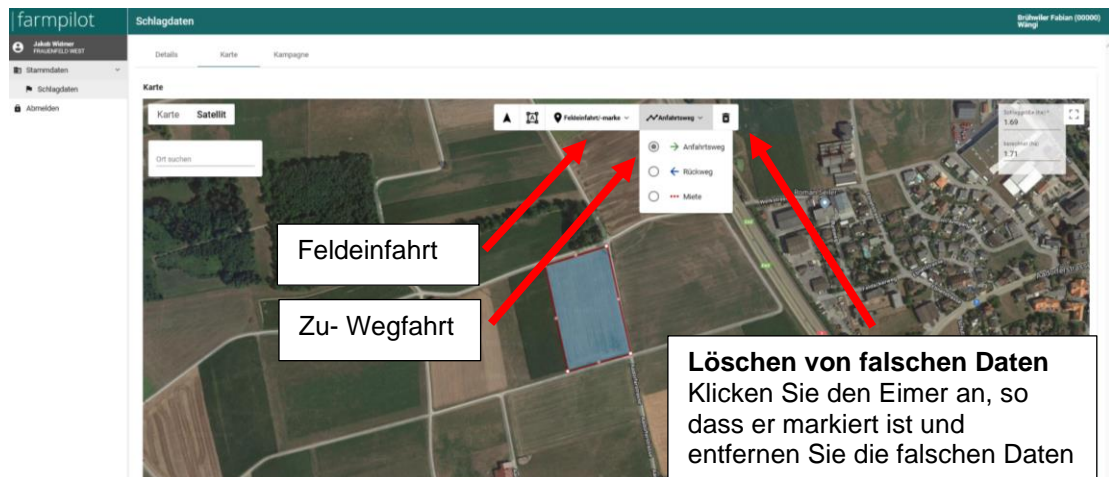 farmpilot
Schlagdaten
Brühwiler Fabian (00000)
Wängi
Jakob Widmer
FRAUENFELD WEST
Stammdaten
Schlagdaten
Abmelden
Details Karte Kampagne
Karte
Karte Satellit
Ort suchen
Feldeinfahrt/-marke
Anfahrtsweg
Anfahrtsweg
Rückweg
Miete
1.69
1.71
Feldeinfahrt
Zu- Wegfahrt
Löschen von falschen Daten
Klicken Sie den Eimer an, so
dass er markiert ist und
entfernen Sie die falschen Daten